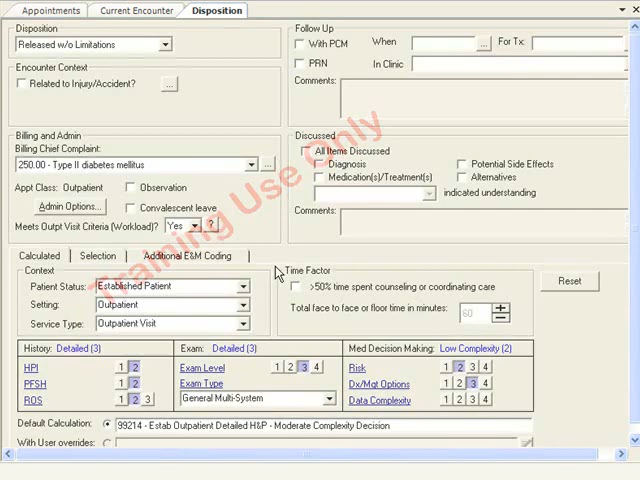 Appointments Current Encounter Disposition
Disposition
Released w/o Limitations
Encounter Context
Related to Injury/Accident? ...
Follow Up
With PCM When ... For Tx:
PRN In Clinic
Comments:
Billing and Admin
Billing Chief Complaint:
250.00 - Type II diabetes mellitus ...
Appt Class: Outpatient Observation
Admin Options... Convalescent leave
Meets Outpt Visit Criteria (Workload)? Yes ?
Discussed
All Items Discussed
Diagnosis Potential Side Effects
Medication(s)/Treatment(s) Alternatives
indicated understanding
Comments:
Training Use Only
Calculated Selection Additional E&M Coding
Context
Patient Status: Established Patient
Setting: Outpatient
Service Type: Outpatient Visit
Time Factor
>50% time spent counseling or coordinating care
Total face to face or floor time in minutes: 60
Reset
History: Detailed (3) Exam: Detailed (3) Med Decision Making: Low Complexity (2)
HPI 1 2 Exam Level 1 2 3 4 Risk 1 2 3 4
PFSH 1 2 Exam Type Dx/Mgt Options 1 2 3 4
ROS 1 2 3 General Multi-System Data Complexity 1 2 3 4
Default Calculation: 99214 - Estab Outpatient Detailed H&P - Moderate Complexity Decision
With User overrides: